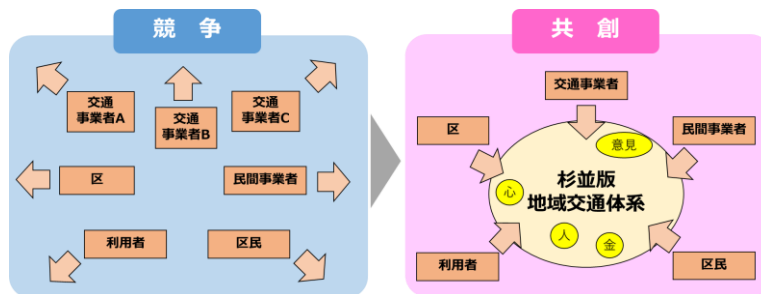 競 争
交通
事業者A
交通
事業者B
交通
事業者C
区
民間事業者
利用者
区民
共 創
交通事業者
区
民間事業者
意見
杉並版
地域交通体系
心
人
金
利用者
区民